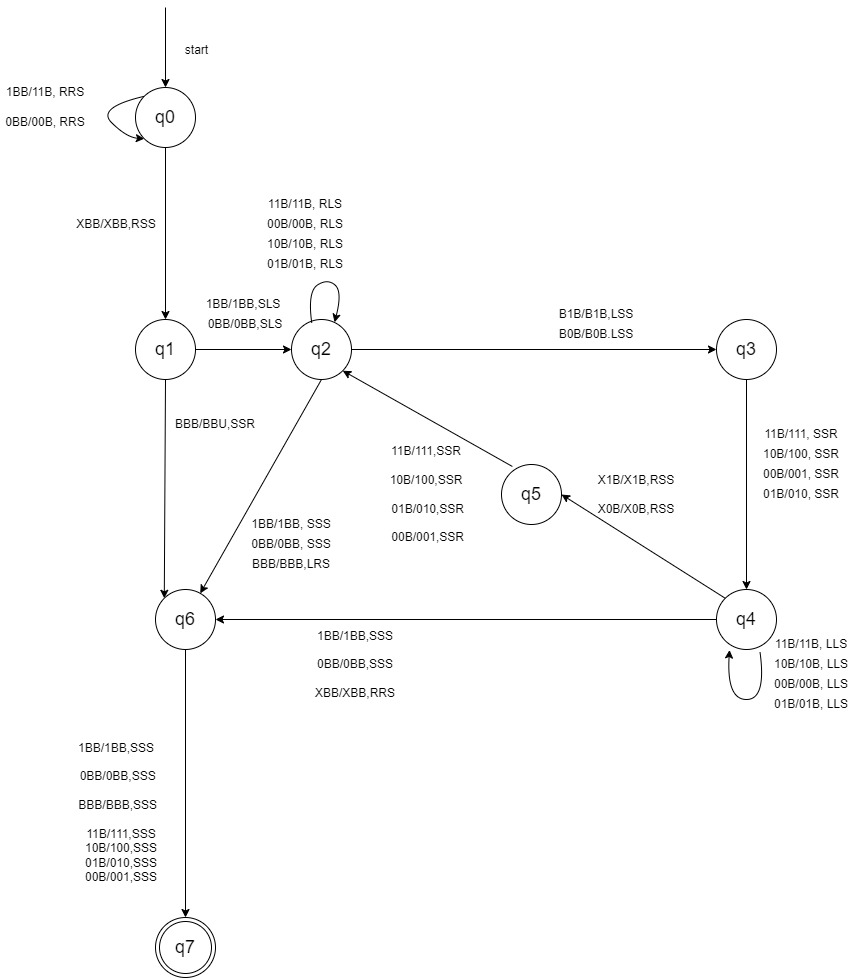 start
1BB/11B, RRS
q0
0BB/00B, RRS
XBB/XBB,RSS
11B/11B, RLS
00B/00B, RLS
10B/10B, RLS
01B/01B, RLS
1BB/1BB,SLS
0BB/0BB,SLS
B1B/B1B,LSS
B0B/B0B.LSS
q1
q2
q3
BBB/BBU,SSR
11B/111, SSR
10B/100, SSR
00B/001, SSR
01B/010, SSR
11B/111,SSR
10B/100,SSR
01B/010,SSR
00B/001,SSR
q5
X1B/X1B,RSS
X0B/X0B,RSS
1BB/1BB, SSS
0BB/0BB, SSS
BBB/BBB,LRS
q6
q4
1BB/1BB,SSS
0BB/0BB,SSS
XBB/XBB,RRS
11B/11B, LLS
10B/10B, LLS
00B/00B, LLS
01B/01B, LLS
1BB/1BB,SSS
0BB/0BB,SSS
BBB/BBB,SSS
11B/111,SSS
10B/100,SSS
01B/010,SSS
00B/001,SSS
q7